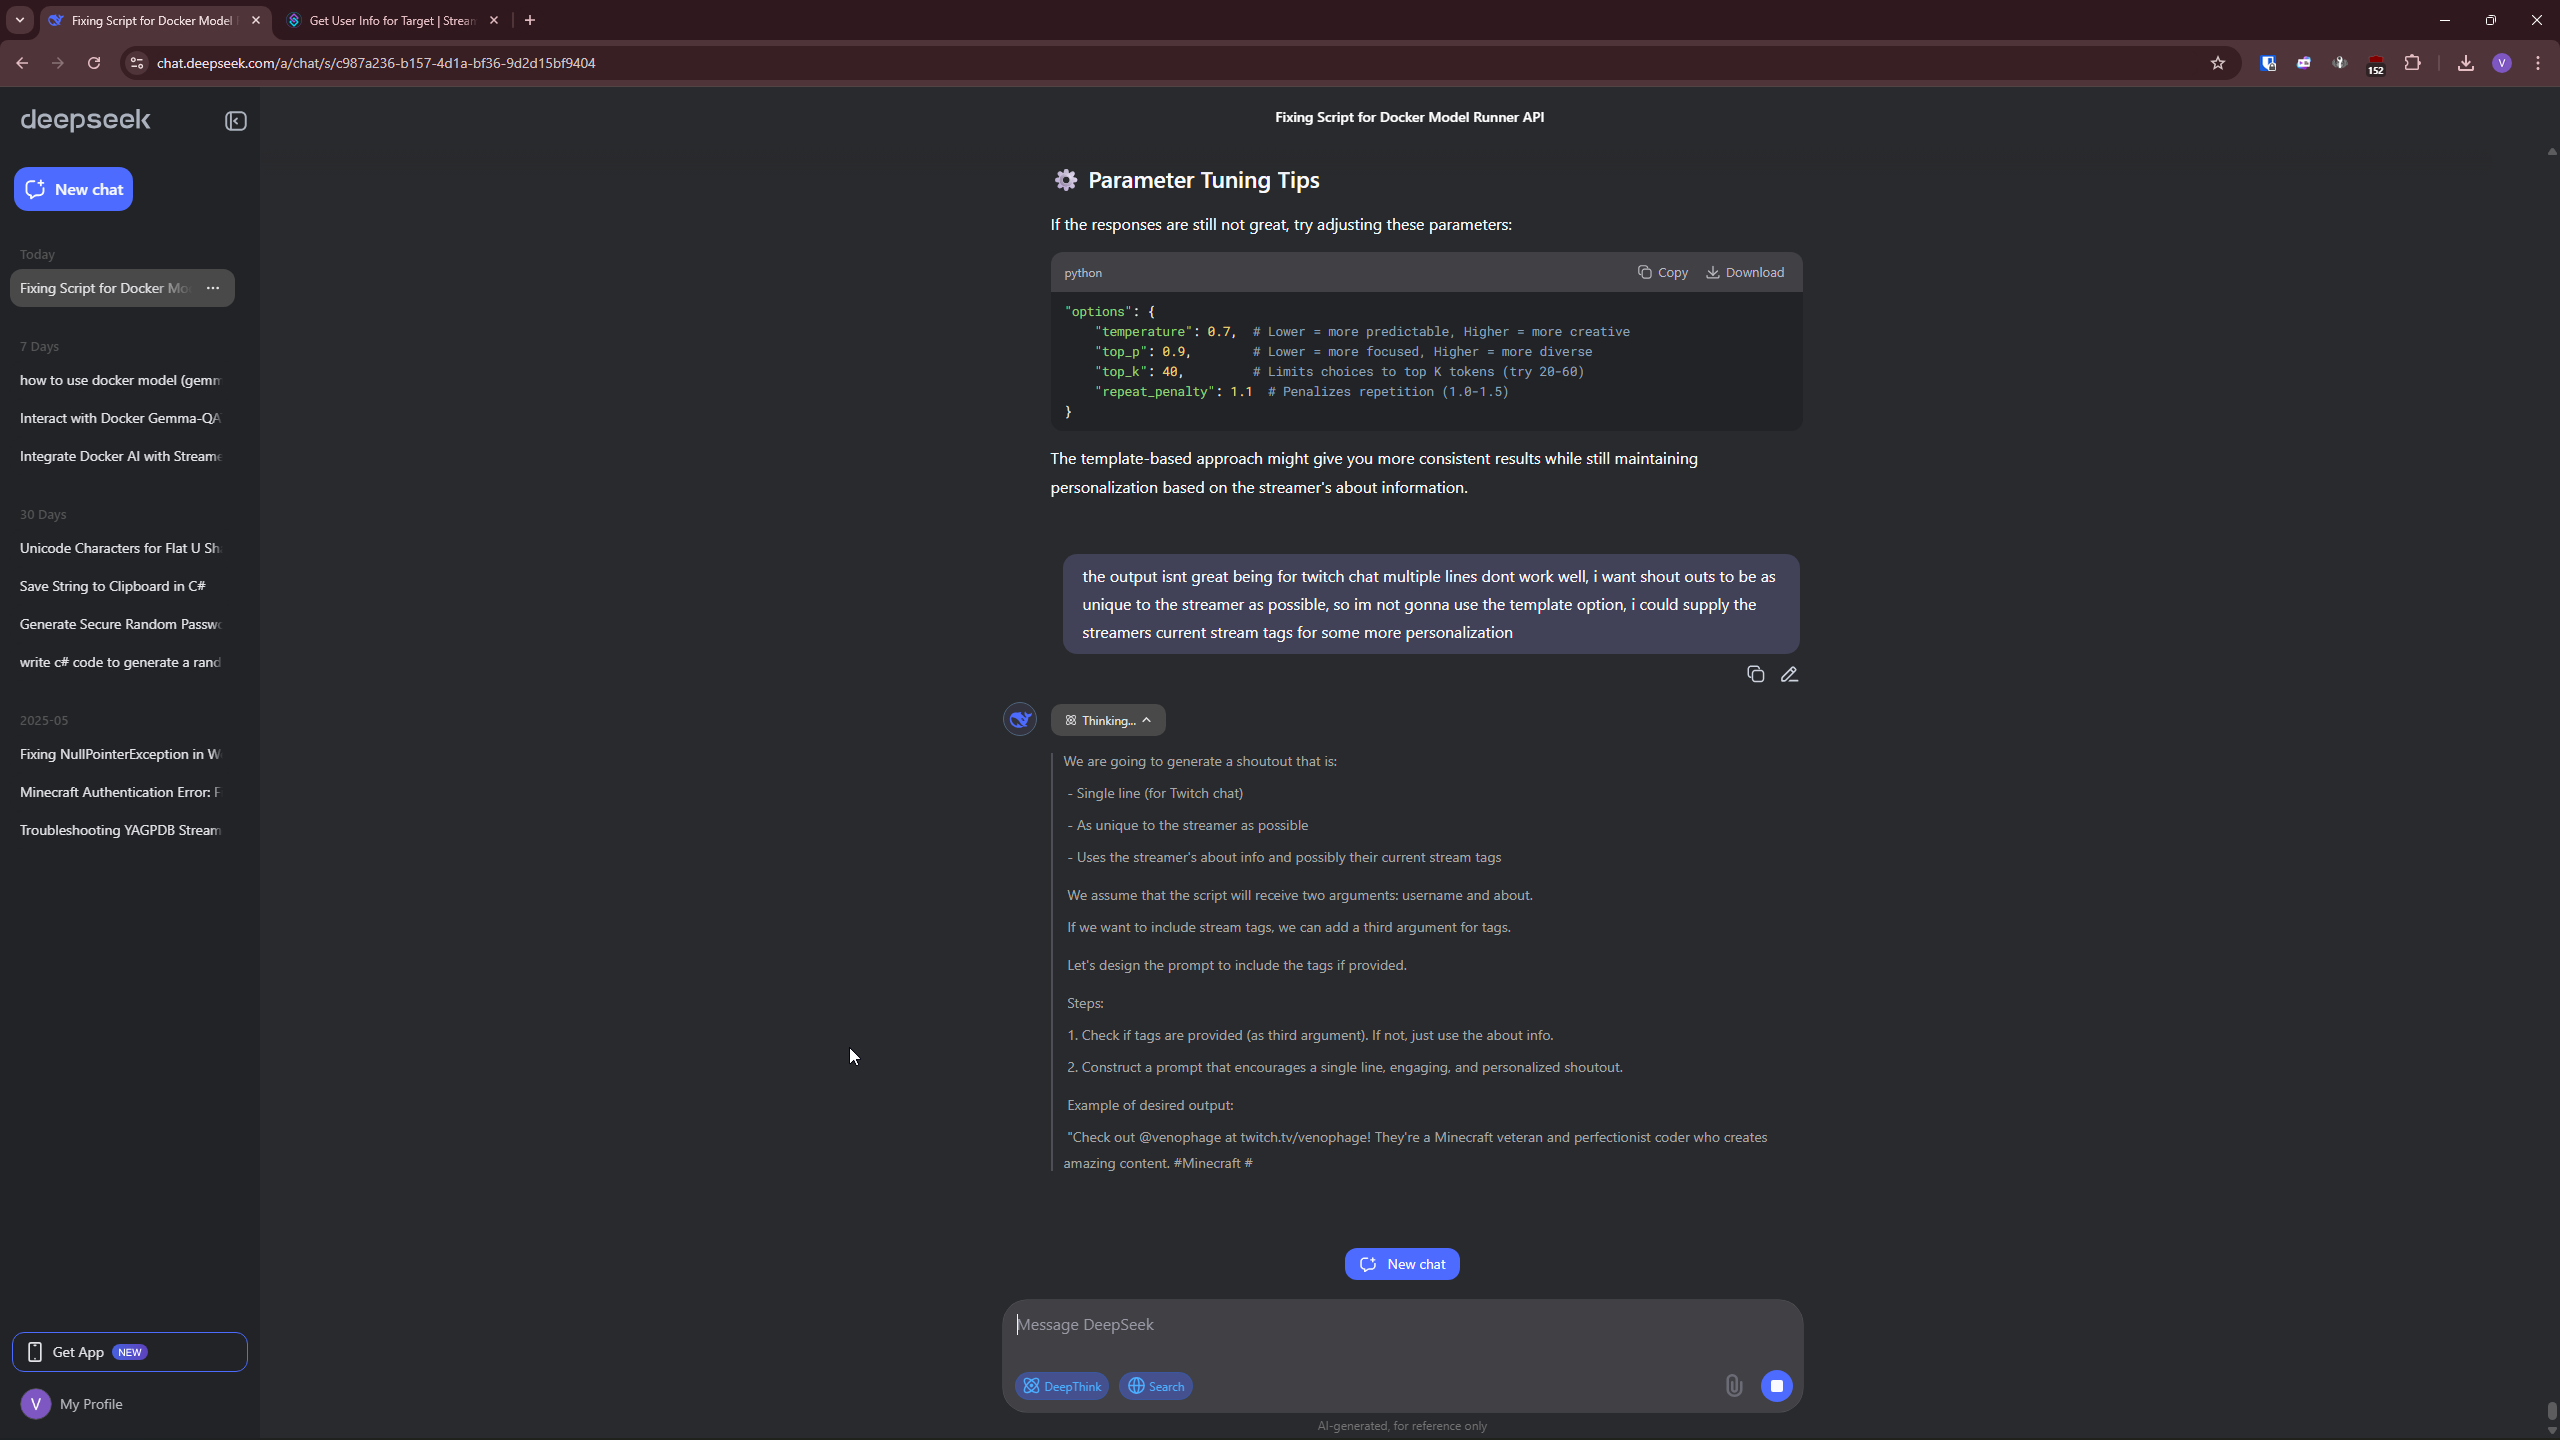 Fixing Script for Docker Model
Get User Info for Target | Stream
chat.deepseek.com/a/chat/s/c987a236-b157-4d1a-bf36-9d2d15bf9404
152
V
deepseek
New chat
Today
Fixing Script for Docker Mo
7 Days
how to use docker model (gemm
Interact with Docker Gemma-QA
Integrate Docker AI with Streame
30 Days
Unicode Characters for Flat U Sh
Save String to Clipboard in C#
Generate Secure Random Passwo
write c# code to generate a rand
2025-05
Fixing NullPointerException in W
Minecraft Authentication Error: F
Troubleshooting YAGPDB Stream
Get App NEW
V My Profile
Fixing Script for Docker Model Runner API
Parameter Tuning Tips
If the responses are still not great, try adjusting these parameters:
python Copy Download
"options": {
"temperature": 0.7, # Lower = more predictable, Higher = more creative
"top_p": 0.9, # Lower = more focused, Higher = more diverse
"top_k": 40, # Limits choices to top K tokens (try 20-60)
"repeat_penalty": 1.1 # Penalizes repetition (1.0-1.5)
}
The template-based approach might give you more consistent results while still maintaining
personalization based on the streamer's about information.
the output isnt great being for twitch chat multiple lines dont work well, i want shout outs to be as
unique to the streamer as possible, so im not gonna use the template option, i could supply the
streamers current stream tags for some more personalization
Thinking...
We are going to generate a shoutout that is:
- Single line (for Twitch chat)
- As unique to the streamer as possible
- Uses the streamer's about info and possibly their current stream tags
We assume that the script will receive two arguments: username and about.
If we want to include stream tags, we can add a third argument for tags.
Let's design the prompt to include the tags if provided.
Steps:
1. Check if tags are provided (as third argument). If not, just use the about info.
2. Construct a prompt that encourages a single line, engaging, and personalized shoutout.
Example of desired output:
"Check out @venophage at twitch.tv/venophage! They're a Minecraft veteran and perfectionist coder who creates
amazing content. #Minecraft #
New chat
Message DeepSeek
DeepThink Search
AI-generated, for reference only